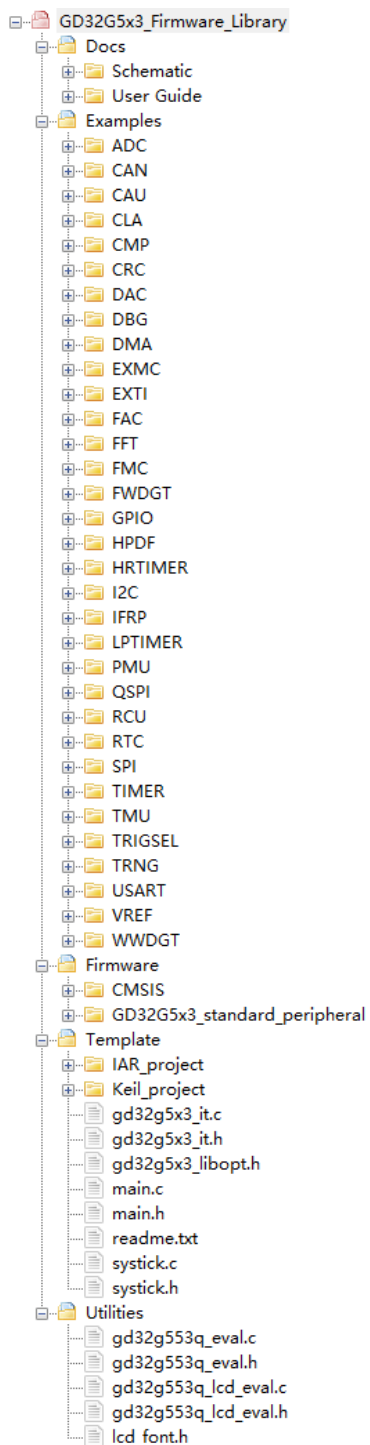 GD32G5x3_Firmware_Library
Docs
Schematic
User Guide
Examples
ADC
CAN
CAU
CLA
CMP
CRC
DAC
DBG
DMA
EXMC
EXTI
FAC
FFT
FMC
FWDGT
GPIO
HPDF
HRTIMER
I2C
IFRP
LPTIMER
PMU
QSPI
RCU
RTC
SPI
TIMER
TMU
TRIGSEL
TRNG
USART
VREF
WWDGT
Firmware
CMSIS
GD32G5x3_standard_peripheral
Template
IAR_project
Keil_project
gd32g5x3_it.c
gd32g5x3_it.h
gd32g5x3_libopt.h
main.c
main.h
readme.txt
systick.c
systick.h
Utilities
gd32g553q_eval.c
gd32g553q_eval.h
gd32g553q_lcd_eval.c
gd32g553q_lcd_eval.h
lcd_font.h